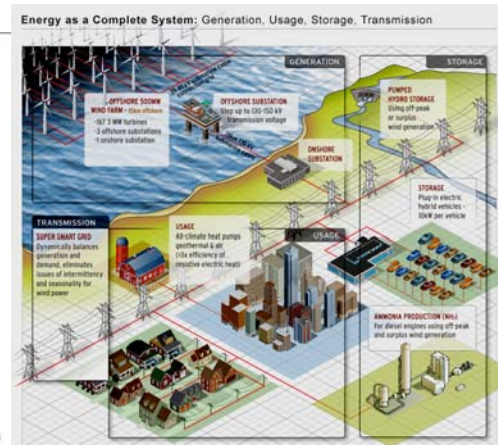 Energy as a Complete System: Generation, Usage, Storage, Transmission
GENERATION
OFFSHORE 500MW
WIND FARM - 15km offshore
-167 3 MW turbines
-3 offshore substations
-1 onshore substation
OFFSHORE SUBSTATION
Step up to 130-150 kV
transmission voltage
ONSHORE
SUBSTATION
STORAGE
PUMPED
HYDRO STORAGE
Using off peak
or surplus
wind generation
STORAGE
Plug-in electric
hybrid vehicles -
10kW per vehicle
TRANSMISSION
SUPER SMART GRID
Dynamically balances
generation and
demand, eliminates
issues of intermittency
and seasonality for
wind power
USAGE
USAGE
All-climate heat pumps
geothermal & air
(>3x efficiency of
resistive electric heat)
AMMONIA PRODUCTION (NH₃)
For diesel engines using off peak
and surplus wind generation